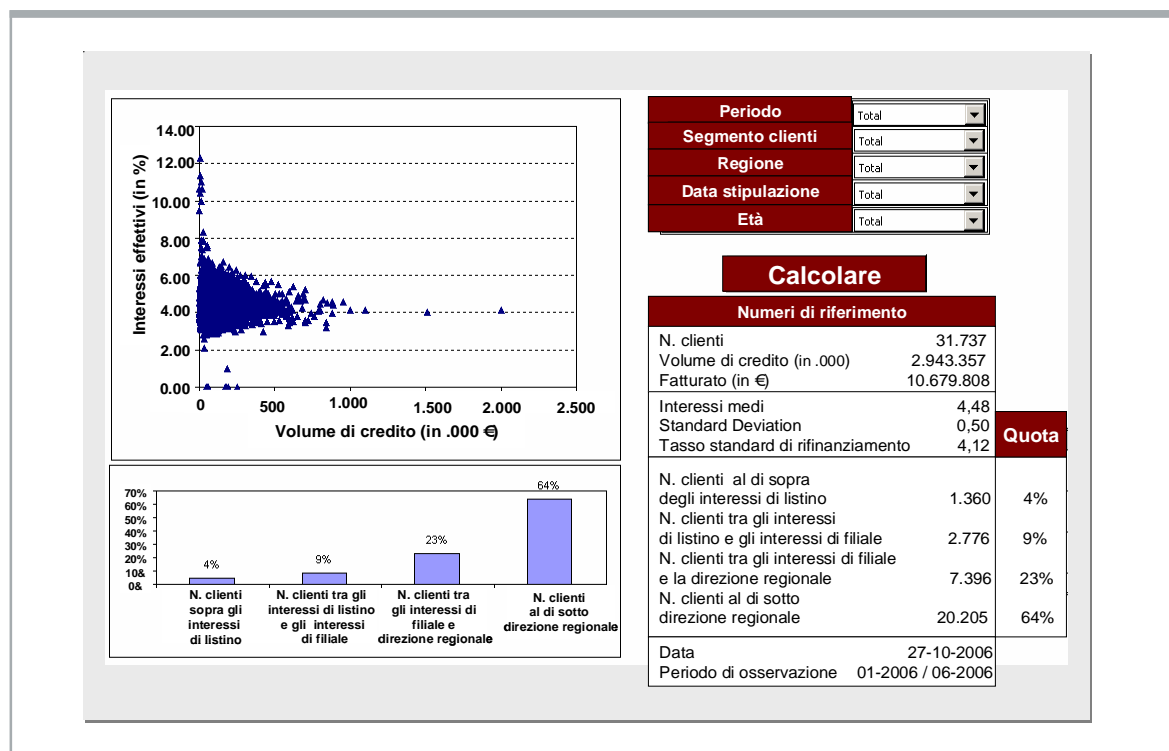 14.00
12.00
10.00
8.00
6.00
4.00
2.00
0.00
Interessi effettivi (in %)
0
500
1.000
1.500
2.000
2.500
Volume di credito (in .000 €)
70%
60%
50%
40%
30%
20%
10&
0&
4%
9%
23%
64%
N. clienti
sopra gli
interessi
di listino
N. clienti tra gli
interessi di listino
e gli interessi
di filiale
N. clienti tra
gli interessi di
filiale e
direzione regionale
N. clienti
al di sotto
direzione regionale
Periodo Total
Segmento clienti Total
Regione Total
Data stipulazione Total
Età Total
Calcolare
Numeri di riferimento
N. clienti 31.737
Volume di credito (in .000) 2.943.357
Fatturato (in €) 10.679.808
Interessi medi 4,48
Standard Deviation 0,50
Tasso standard di rifinanziamento 4,12
Quota
N. clienti al di sopra
degli interessi di listino 1.360 4%
N. clienti tra gli interessi
di listino e gli interessi di filiale 2.776 9%
N. clienti tra gli interessi di filiale
e la direzione regionale 7.396 23%
N. clienti al di sotto
direzione regionale 20.205 64%
Data 27-10-2006
Periodo di osservazione 01-2006 / 06-2006